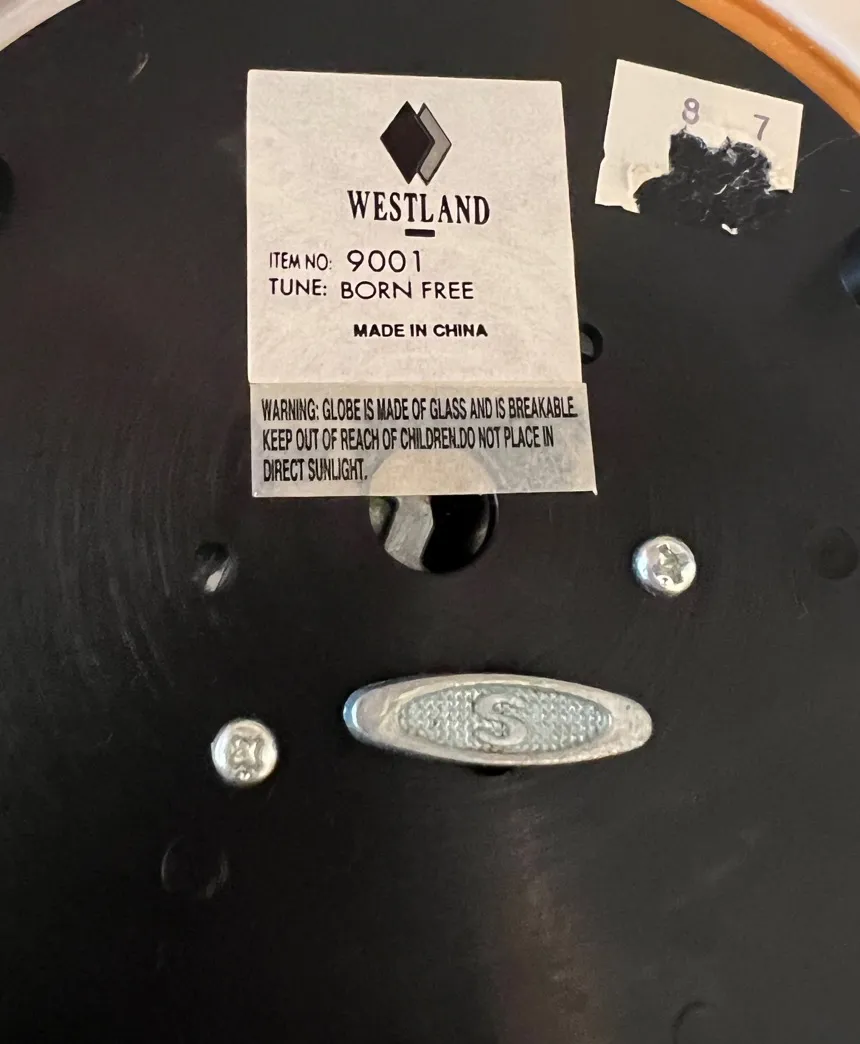 8 7
WESTLAND
ITEM NO: 9001
TUNE: BORN FREE
MADE IN CHINA
WARNING: GLOBE IS MADE OF GLASS AND IS BREAKABLE.
KEEP OUT OF REACH OF CHILDREN.DO NOT PLACE IN
DIRECT SUNLIGHT.
S